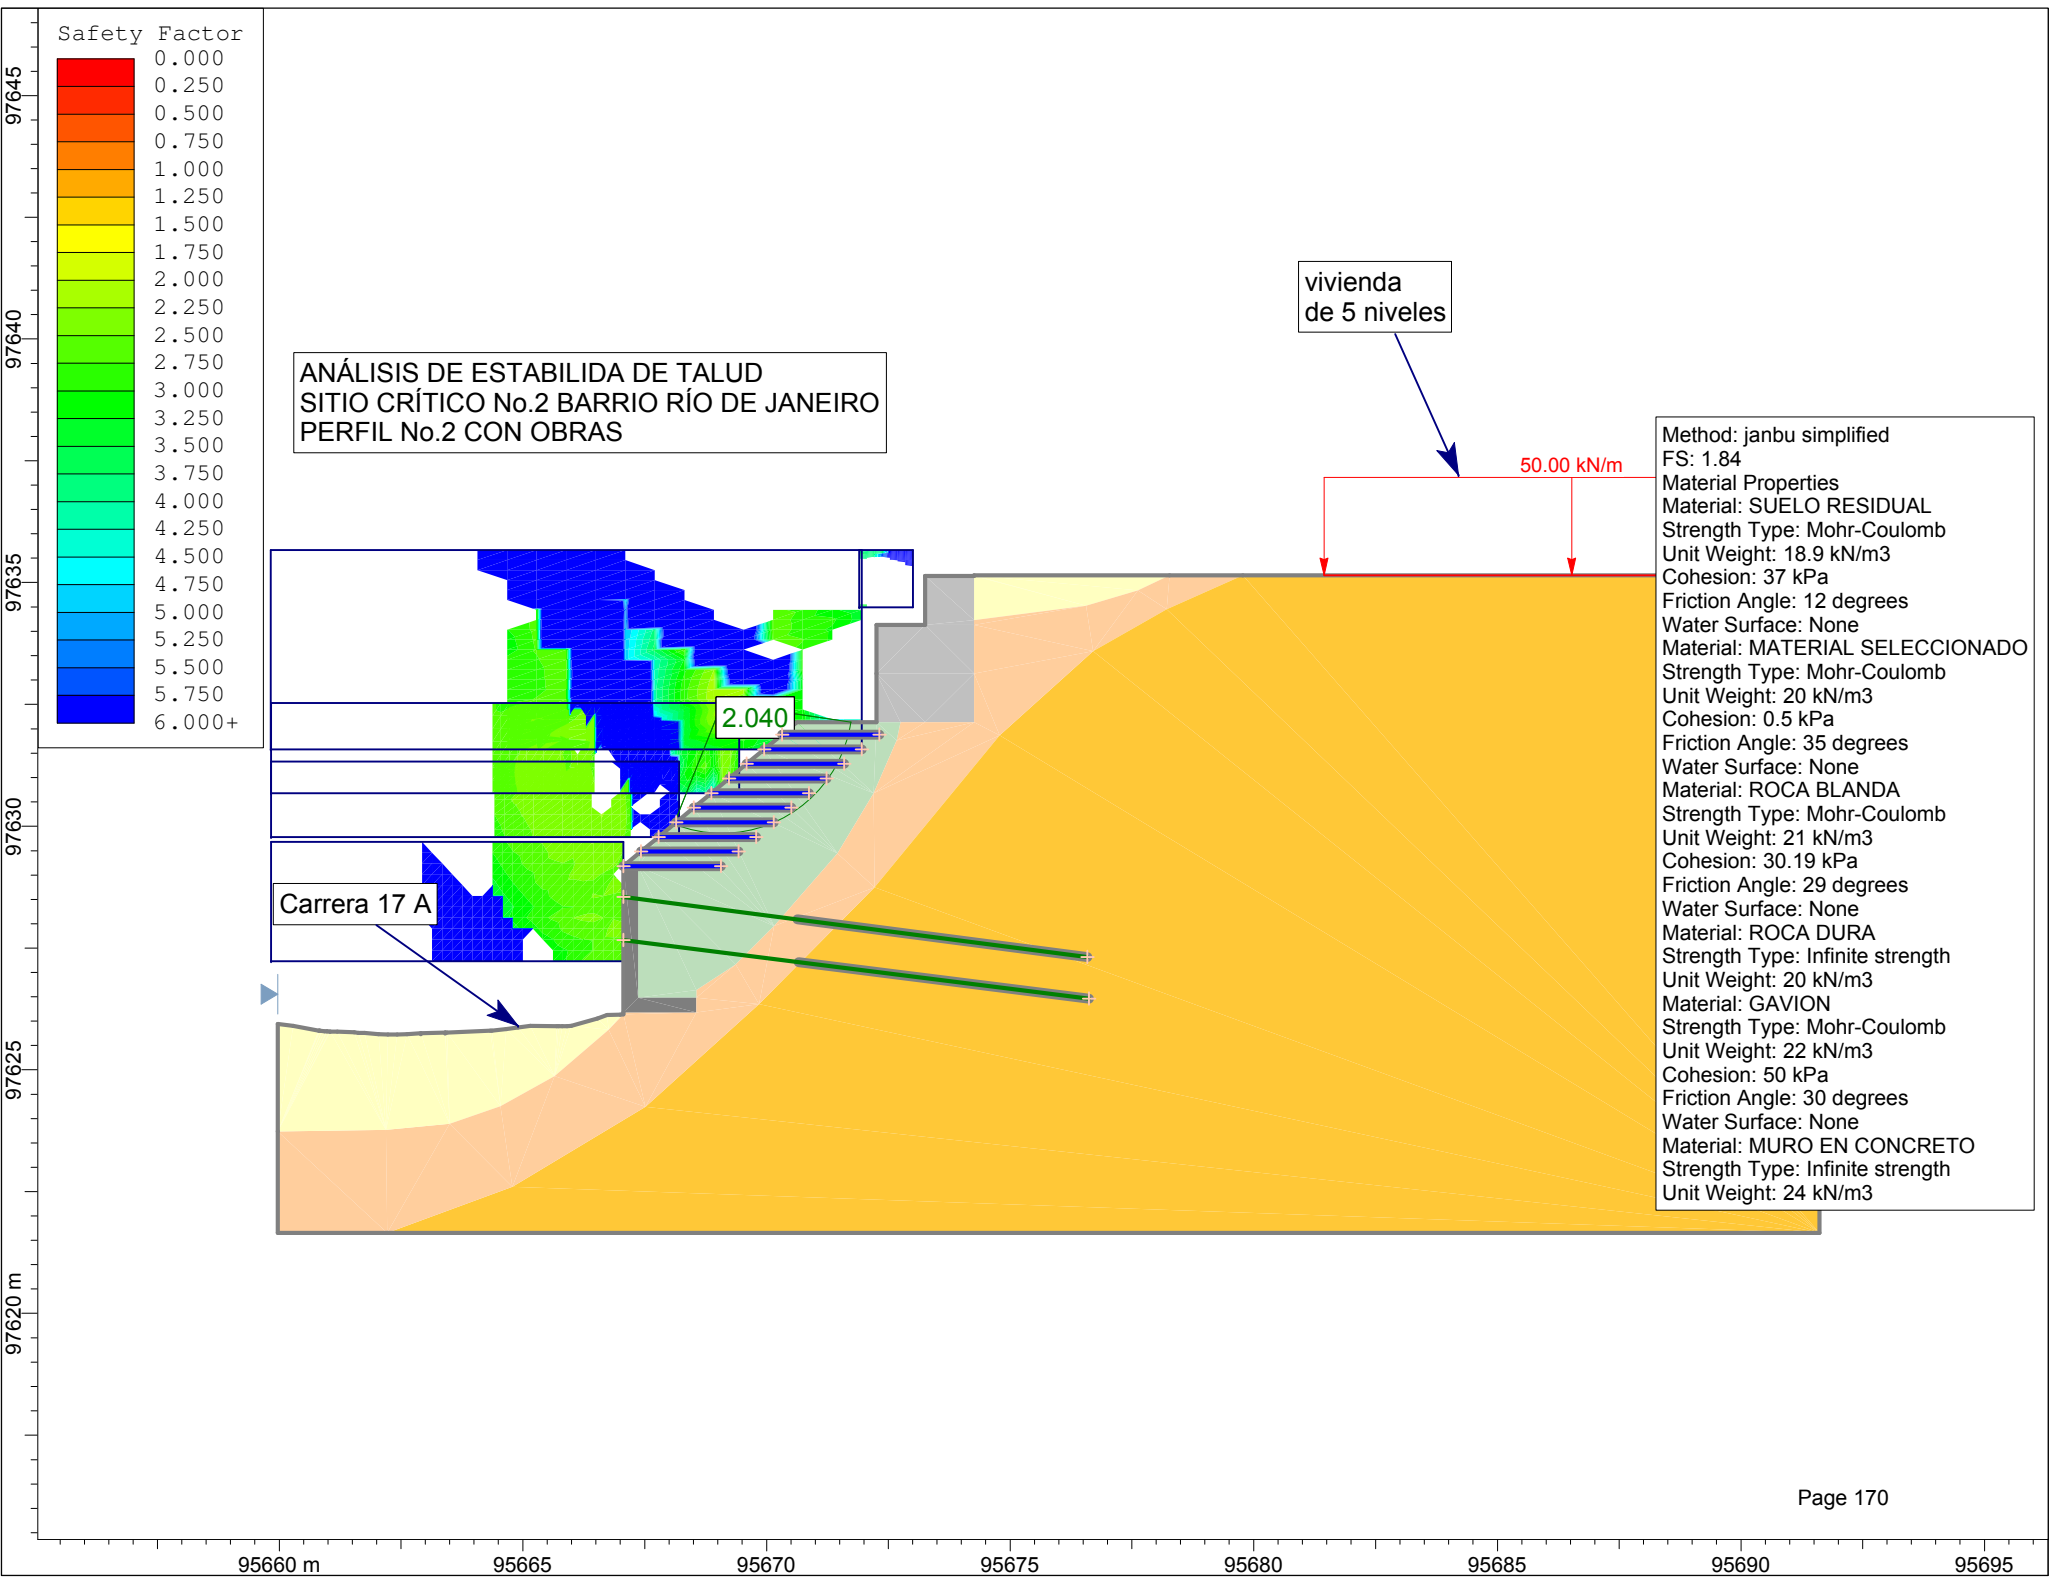 Safety Factor
0.000
0.250
0.500
0.750
1.000
1.250
1.500
1.750
2.000
2.250
2.500
2.750
3.000
3.250
3.500
3.750
4.000
4.250
4.500
4.750
5.000
5.250
5.500
5.750
6.000+
97645
97640
97635
97630
97625
97620 m
ANÁLISIS DE ESTABILIDA DE TALUD
SITIO CRÍTICO No.2 BARRIO RÍO DE JANEIRO
PERFIL No.2 CON OBRAS
vivienda
de 5 niveles
50.00 kN/m
2.040
Carrera 17 A
Method: janbu simplified
FS: 1.84
Material Properties
Material: SUELO RESIDUAL
Strength Type: Mohr-Coulomb
Unit Weight: 18.9 kN/m3
Cohesion: 37 kPa
Friction Angle: 12 degrees
Water Surface: None
Material: MATERIAL SELECCIONADO
Strength Type: Mohr-Coulomb
Unit Weight: 20 kN/m3
Cohesion: 0.5 kPa
Friction Angle: 35 degrees
Water Surface: None
Material: ROCA BLANDA
Strength Type: Mohr-Coulomb
Unit Weight: 21 kN/m3
Cohesion: 30.19 kPa
Friction Angle: 29 degrees
Water Surface: None
Material: ROCA DURA
Strength Type: Infinite strength
Unit Weight: 20 kN/m3
Material: GAVION
Strength Type: Mohr-Coulomb
Unit Weight: 22 kN/m3
Cohesion: 50 kPa
Friction Angle: 30 degrees
Water Surface: None
Material: MURO EN CONCRETO
Strength Type: Infinite strength
Unit Weight: 24 kN/m3
Page 170
95660 m
95665
95670
95675
95680
95685
95690
95695